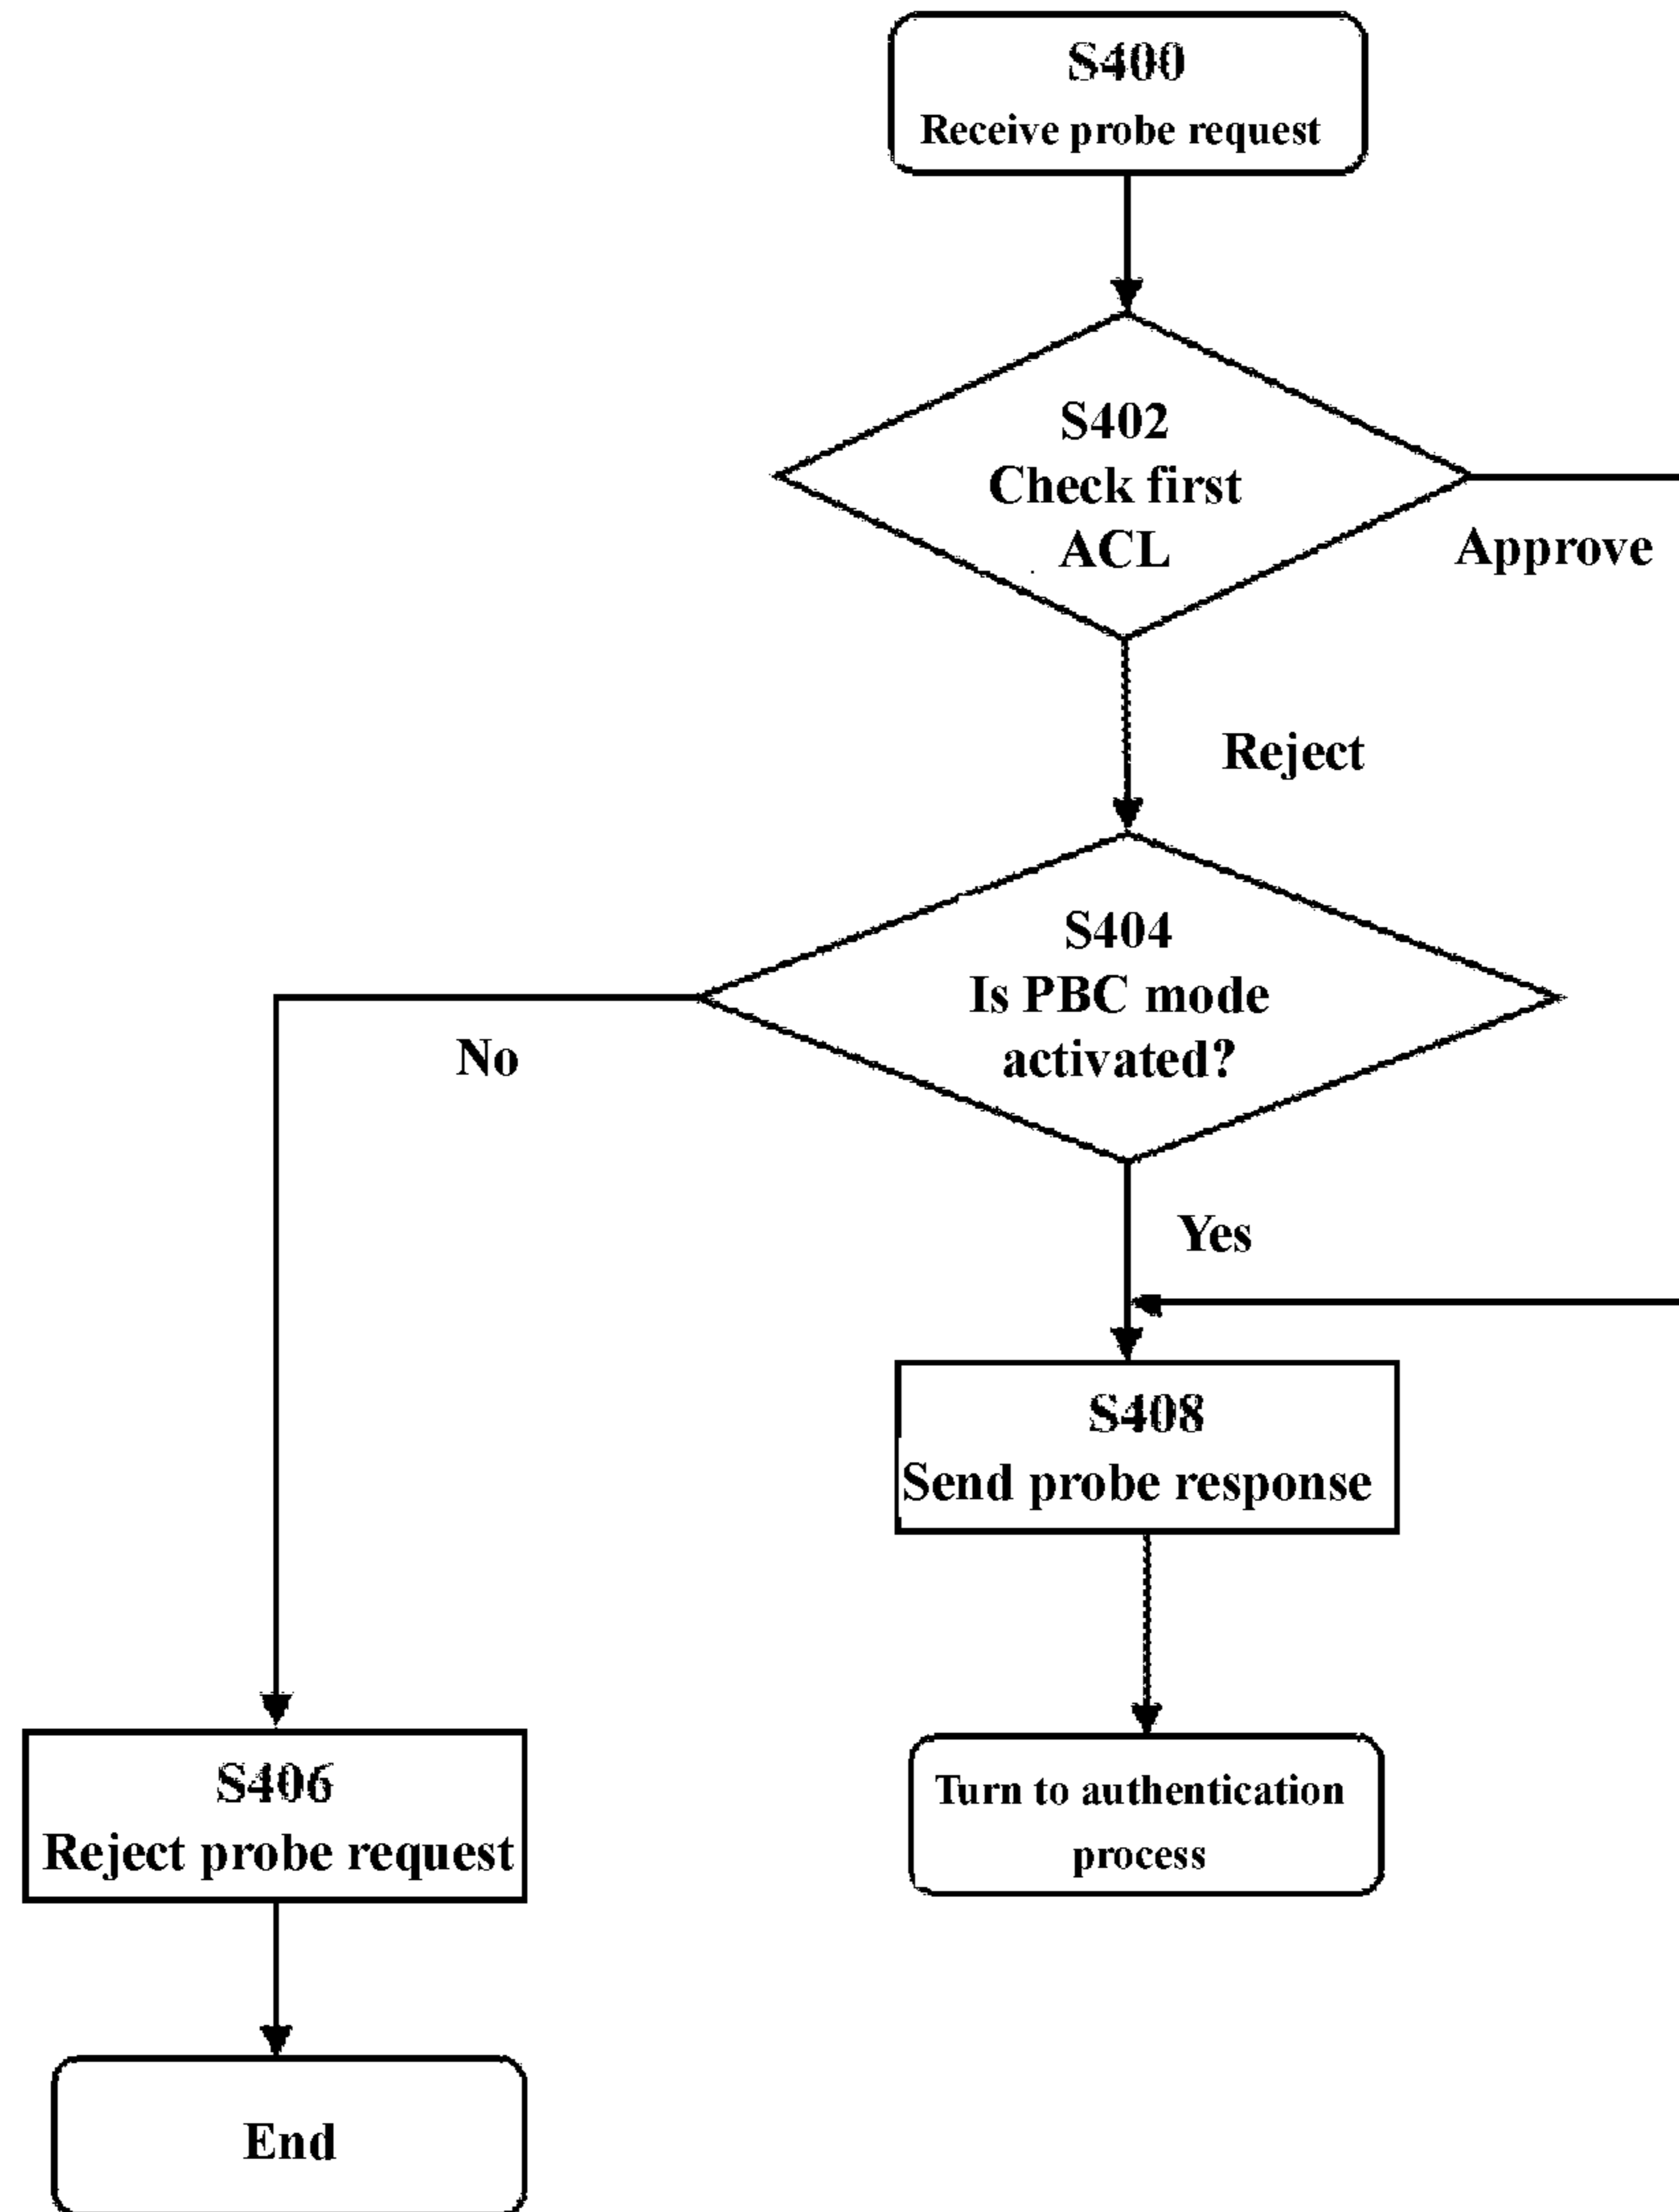 S400
Receive probe request
S402
Check first
ACL
Approve
Reject
S404
Is PBC mode
activated?
No
Yes
S408
Send probe response
S406
Reject probe request
Turn to authentication
process
End